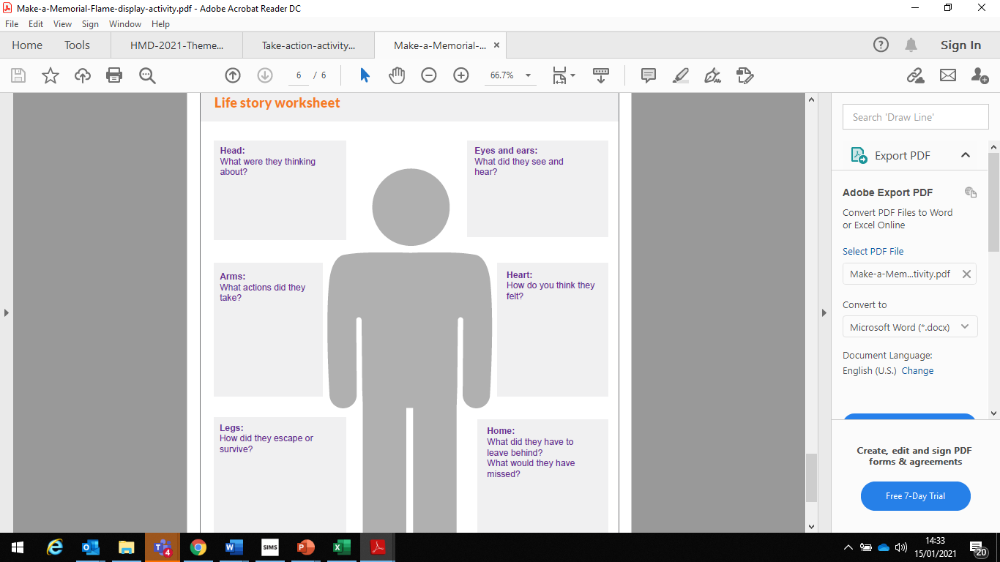 Make-a-Memorial-Flame-display-activity.pdf - Adobe Acrobat Reader DC
File Edit View Sign Window Help
Home Tools HMD-2021-Theme... Take-action-activity... Make-a-Memorial-... Sign In
6 / 6 66.7%
Life story worksheet
Head:
What were they thinking
about?
Eyes and ears:
What did they see and
hear?
Arms:
What actions did they
take?
Heart:
How do you think they
felt?
Legs:
How did they escape or
survive?
Home:
What did they have to
leave behind?
What would they have
missed?
Search 'Draw Line'
Export PDF
Adobe Export PDF
Convert PDF Files to Word
or Excel Online
Select PDF File
Make-a-Mem...tivity.pdf
Convert to
Microsoft Word (*.docx)
Document Language:
English (U.S.) Change
Create, edit and sign PDF
forms & agreements
Free 7-Day Trial
4
SIMS
14:33
15/01/2021
20